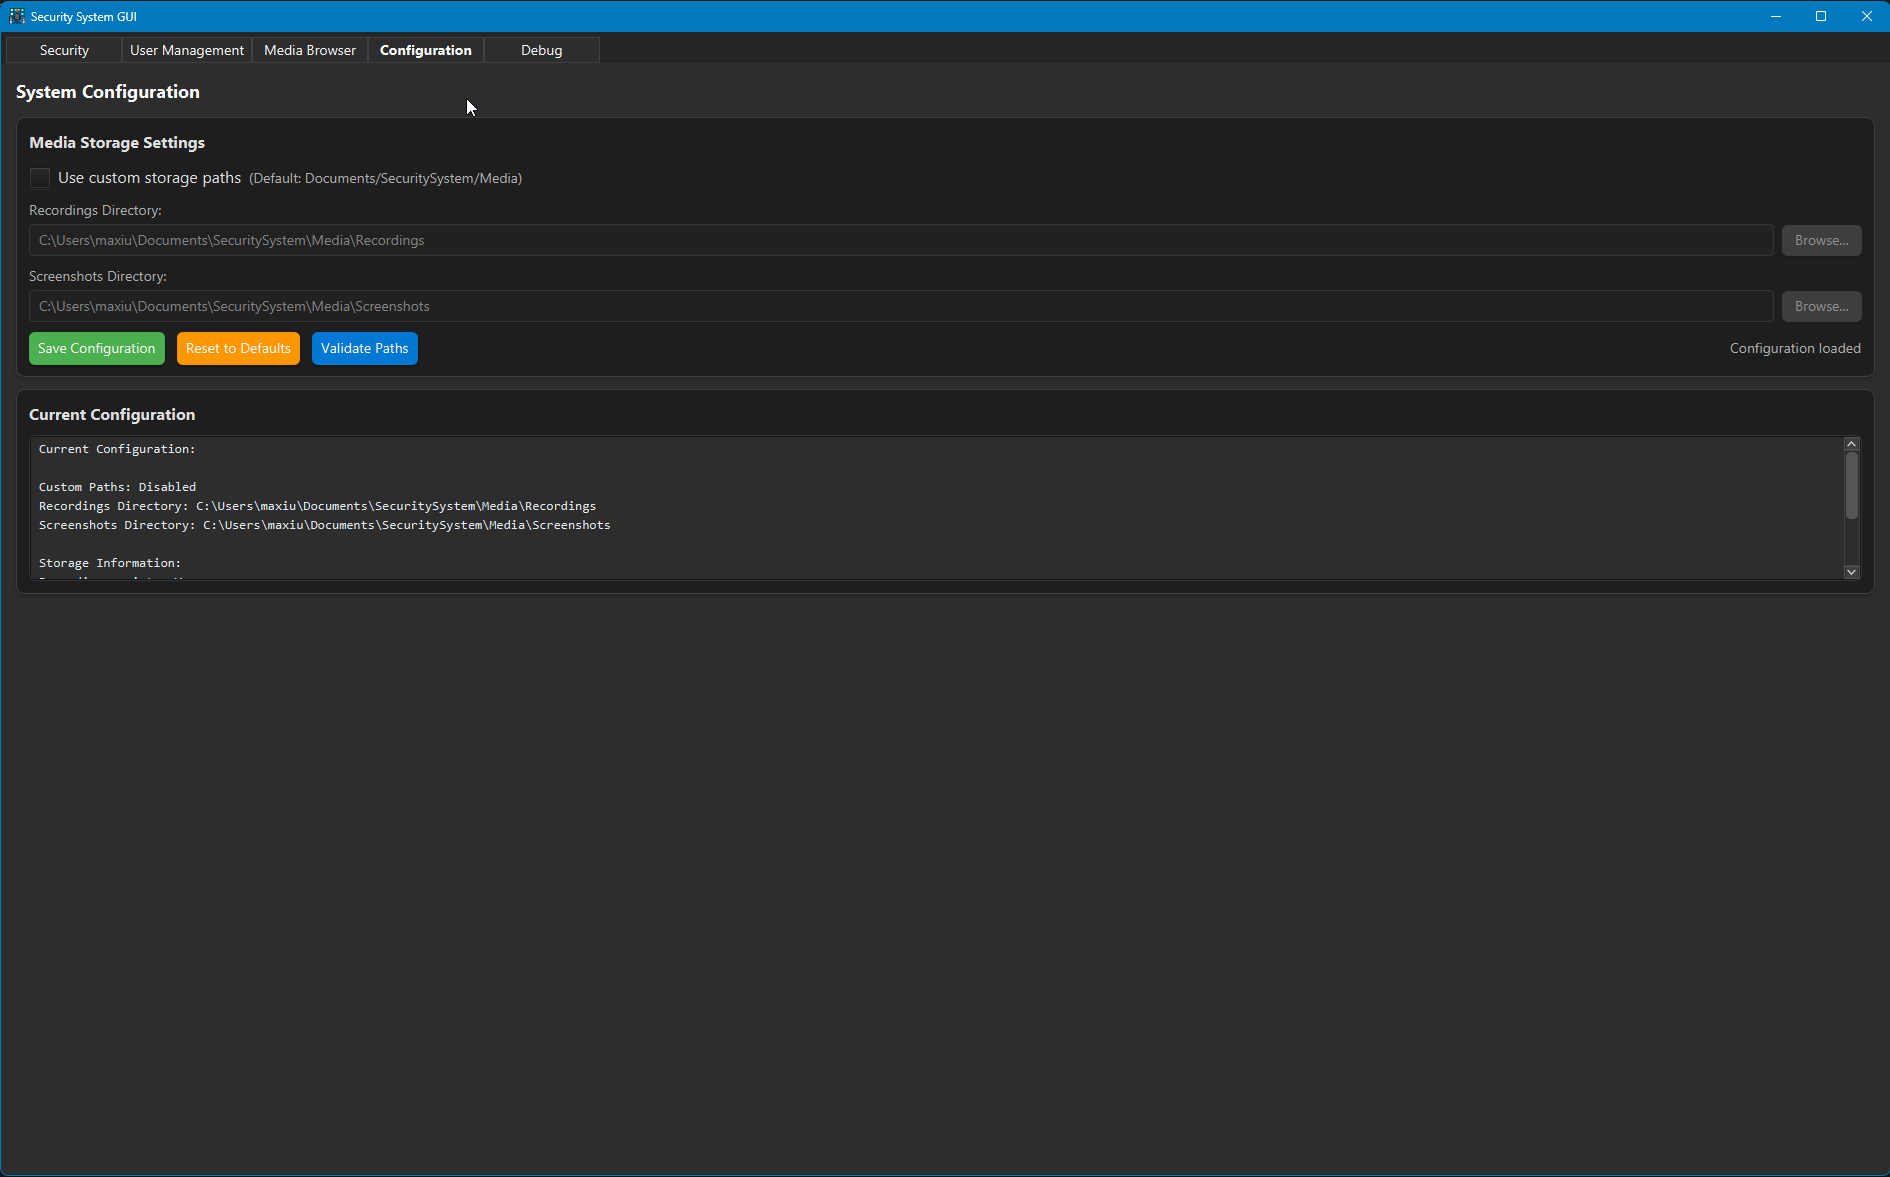 Security System GUI
Security
User Management
Media Browser
Configuration
Debug
System Configuration
Media Storage Settings
Use custom storage paths (Default: Documents/SecuritySystem/Media)
Recordings Directory:
C:\Users\maxiu\Documents\SecuritySystem\Media\Recordings
Browse...
Screenshots Directory:
C:\Users\maxiu\Documents\SecuritySystem\Media\Screenshots
Browse...
Save Configuration
Reset to Defaults
Validate Paths
Configuration loaded
Current Configuration
Current Configuration:
Custom Paths: Disabled
Recordings Directory: C:\Users\maxiu\Documents\SecuritySystem\Media\Recordings
Screenshots Directory: C:\Users\maxiu\Documents\SecuritySystem\Media\Screenshots
Storage Information: